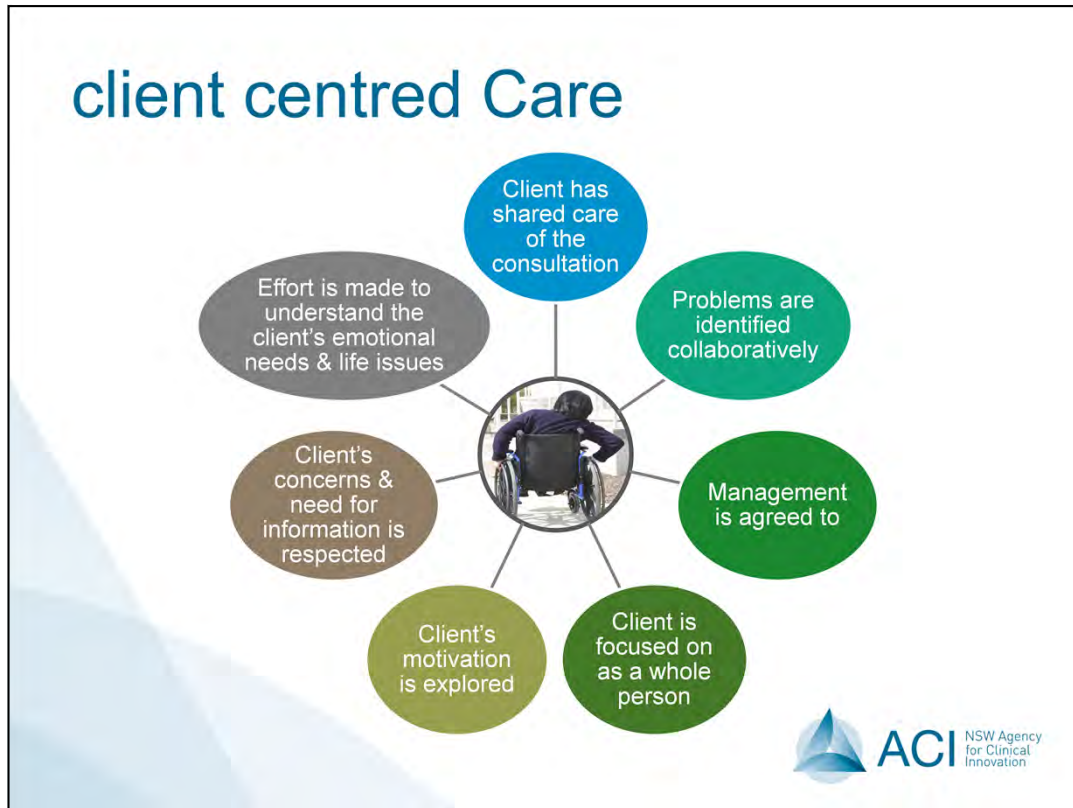 client centred Care
Client has
shared care
of the
consultation
Problems are
identified
collaboratively
Management
is agreed to
Client is
focused on
as a whole
person
Client's
motivation
is explored
Client's
concerns &
need for
information is
respected
Effort is made to
understand the
client's emotional
needs & life issues
ACI
NSW Agency
for Clinical
Innovation